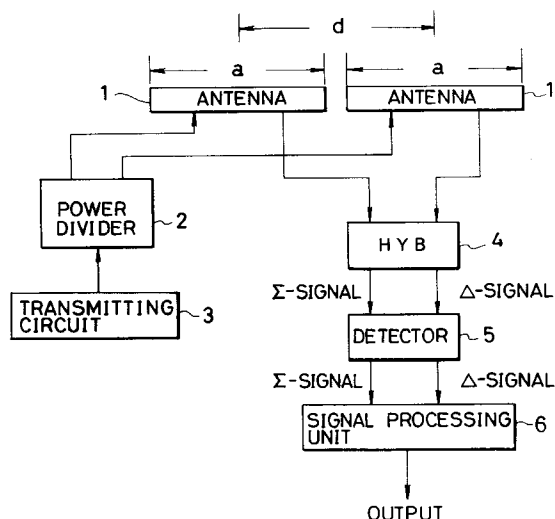 d
a
a
1
ANTENNA
ANTENNA
1
POWER
DIVIDER
2
HYB
4
Σ-SIGNAL
Δ-SIGNAL
TRANSMITTING
CIRCUIT
3
DETECTOR
5
Σ-SIGNAL
Δ-SIGNAL
SIGNAL PROCESSING
UNIT
6
OUTPUT